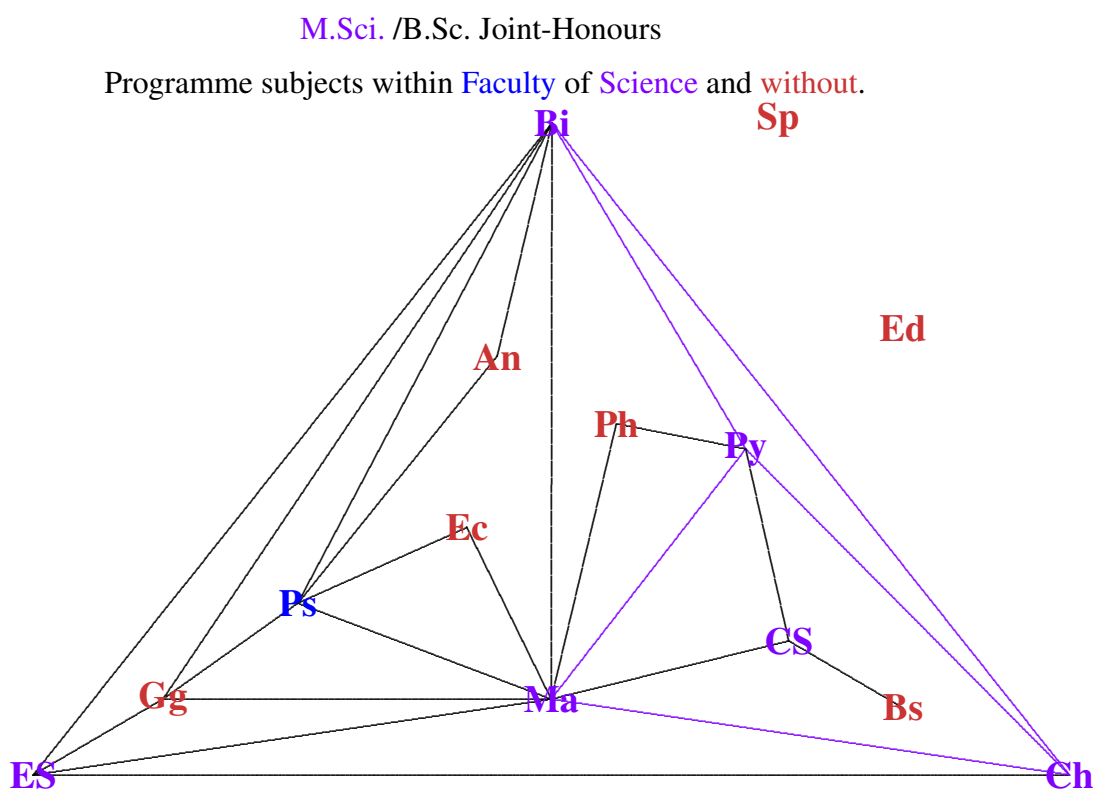 M.Sci. /B.Sc. Joint-Honours
Programme subjects within Faculty of Science and without.
Bi
Sp
Ed
An
Ph
Py
Ec
Ps
CS
Gg
Ma
Bs
ES
Ch